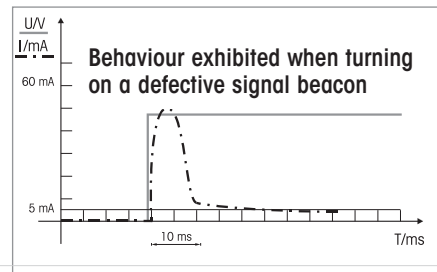 U/V
I/mA
Behaviour exhibited when turning
on a defective signal beacon
60 mA
5 mA
10 ms
T/ms